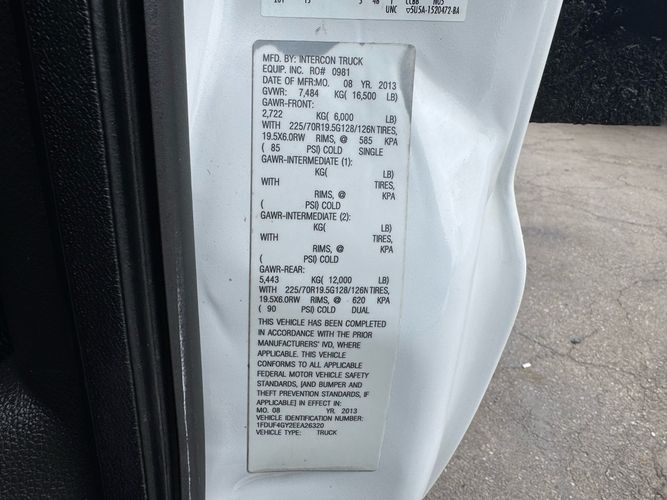 5U5A-1520472-BA
UNC
MFD. BY: INTERCON TRUCK
EQUIP. INC. RO# 0981
DATE OF MFR:MO. 08 YR. 2013
GVWR: 7,484 KG( 16,500 LB)
GAWR-FRONT:
2,722 KG( 6,000 LB)
WITH 225/70R19.5G128/126N TIRES,
19.5X6.0RW RIMS, @ 585 KPA
( 85 PSI) COLD SINGLE
GAWR-INTERMEDIATE (1):
KG( LB)
WITH TIRES,
RIMS, @ KPA
( PSI) COLD
GAWR-INTERMEDIATE (2):
KG( LB)
WITH TIRES,
RIMS, @ KPA
( PSI) COLD
GAWR-REAR:
5,443 KG( 12,000 LB)
WITH 225/70R19.5G128/126N TIRES,
19.5X6.0RW RIMS, @ 620 KPA
( 90 PSI) COLD DUAL
THIS VEHICLE HAS BEEN COMPLETED
IN ACCORDANCE WITH THE PRIOR
MANUFACTURERS' IVD, WHERE
APPLICABLE. THIS VEHICLE
CONFORMS TO ALL APPLICABLE
FEDERAL MOTOR VEHICLE SAFETY
STANDARDS, [AND BUMPER AND
THEFT PREVENTION STANDARDS, IF
APPLICABLE] IN EFFECT IN:
MO. 08 YR. 2013
VEHICLE IDENTIFICATION NUMBER:
1FDUF4GY2EEA26320
VEHICLE TYPE: TRUCK